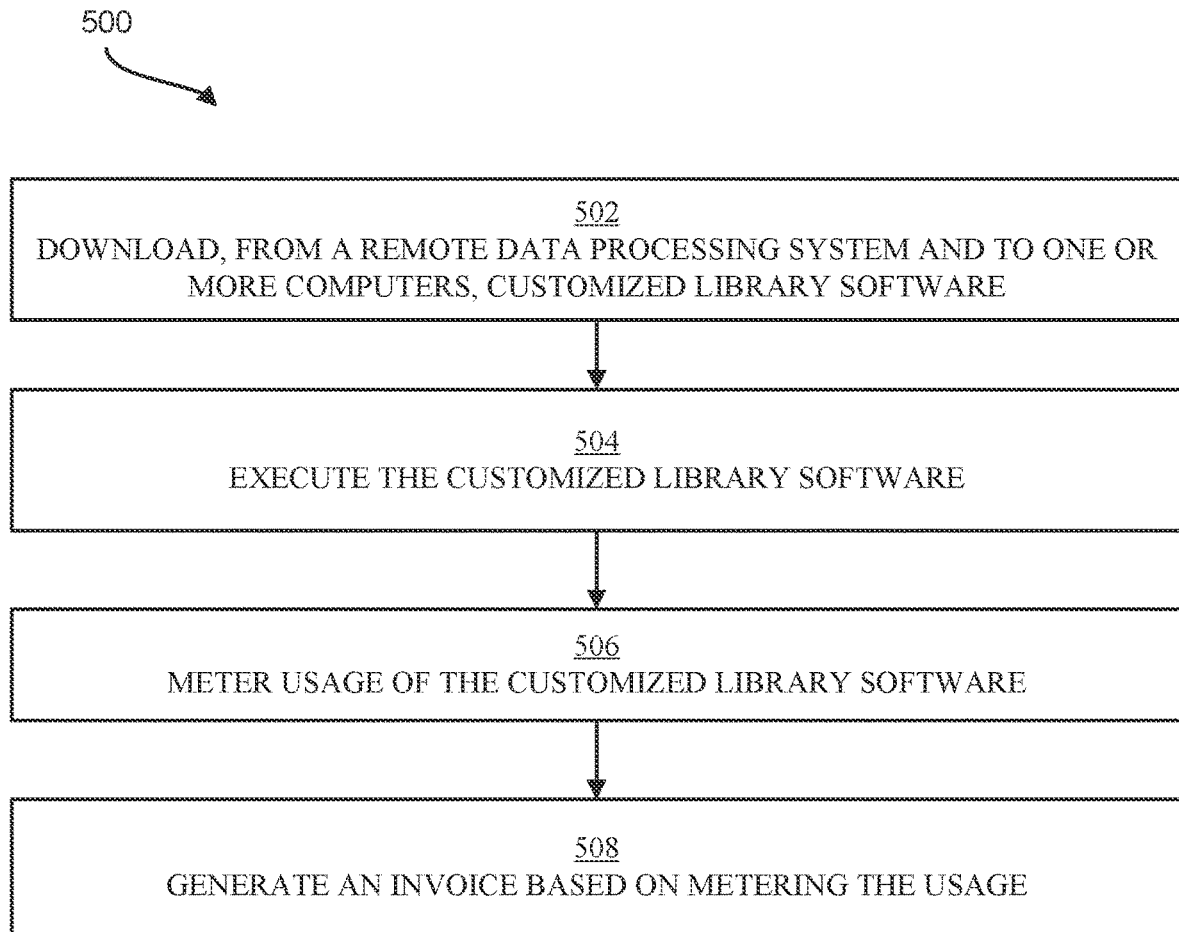 500
502
DOWNLOAD, FROM A REMOTE DATA PROCESSING SYSTEM AND TO ONE OR
MORE COMPUTERS, CUSTOMIZED LIBRARY SOFTWARE
504
EXECUTE THE CUSTOMIZED LIBRARY SOFTWARE
506
METER USAGE OF THE CUSTOMIZED LIBRARY SOFTWARE
508
GENERATE AN INVOICE BASED ON METERING THE USAGE